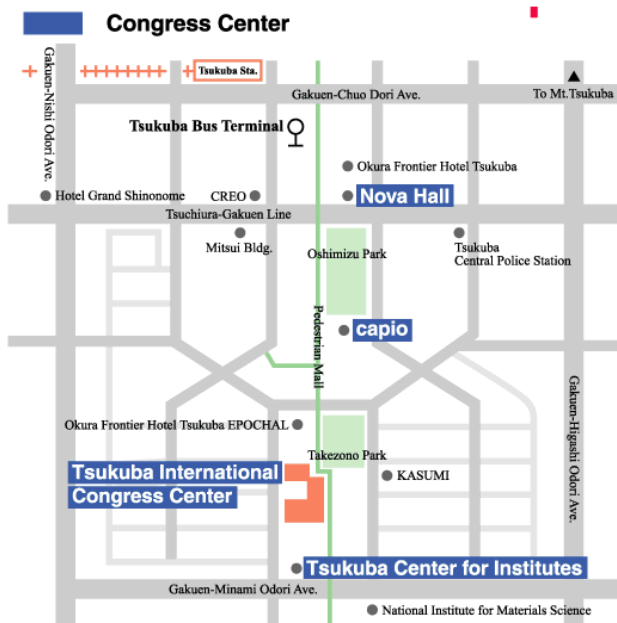 Congress Center
Gakuen-Nishi Odori Ave.
Tsukuba Sta.
Gakuen-Chuo Dori Ave.
To Mt.Tsukuba
Tsukuba Bus Terminal
Okura Frontier Hotel Tsukuba
Hotel Grand Shinonome
CREO
Nova Hall
Tsuchiura-Gakuen Line
Mitsui Bldg.
Oshimizu Park
Tsukuba
Central Police Station
Pedestrian Mall
capio
Gakuen-Higashi Odori Ave.
Okura Frontier Hotel Tsukuba EPOCHAL
Takezono Park
Tsukuba International
Congress Center
KASUMI
Tsukuba Center for Institutes
Gakuen-Minami Odori Ave.
National Institute for Materials Science